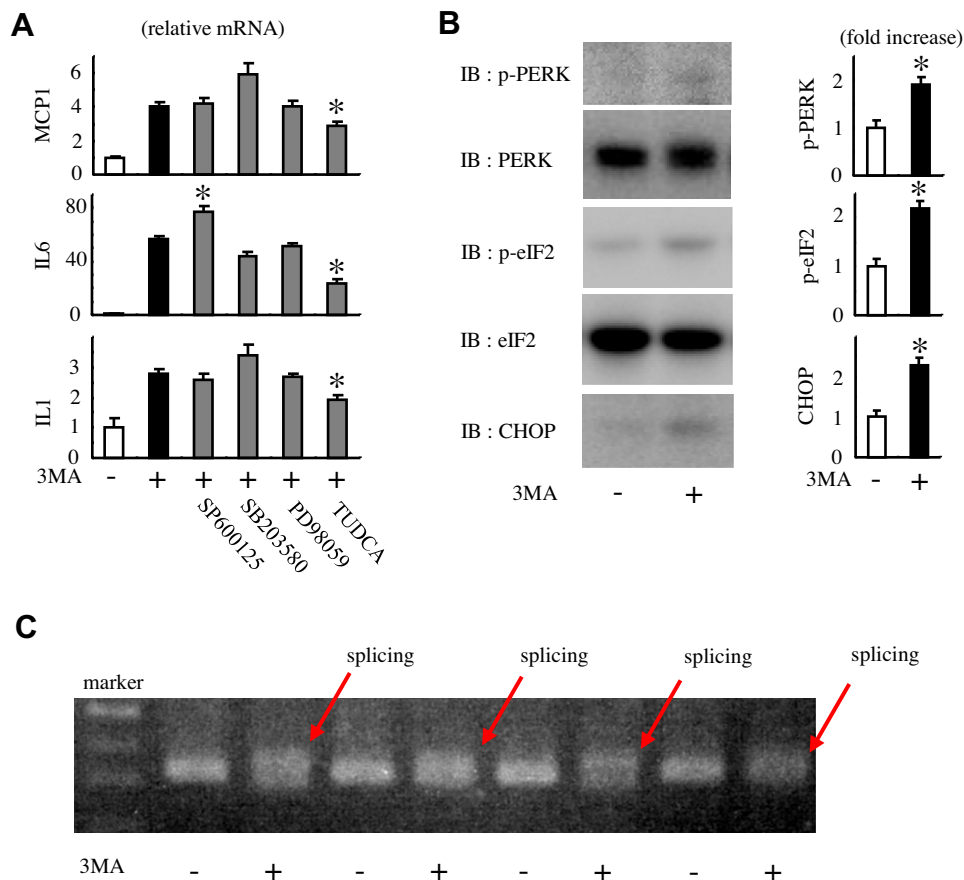 A
(relative mRNA)
MCP1
6
4
2
0
*
IL6
80
40
0
*
*
IL1
3
2
1
0
*
3MA - + + + + +
SP600125
SB203580
PD98059
TUDCA
B
IB : p-PERK
IB : PERK
IB : p-eIF2
IB : eIF2
IB : CHOP
3MA - +
(fold increase)
p-PERK
2
1
0
*
p-eIF2
2
1
0
*
CHOP
2
1
0
*
3MA - +
C
splicing splicing splicing splicing
marker
3MA - + - + - + - +